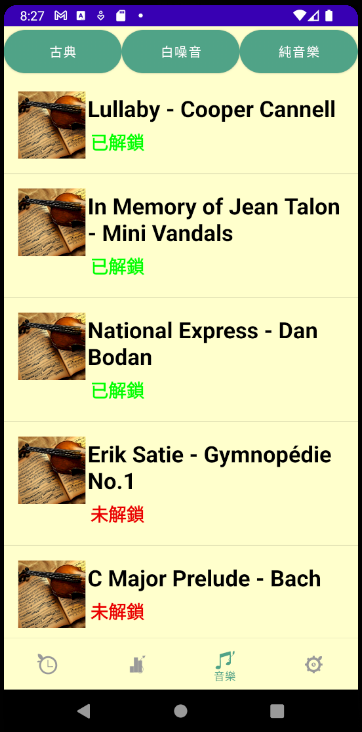 8:27
古典 白噪音 純音樂
Lullaby - Cooper Cannell
已解鎖
In Memory of Jean Talon
- Mini Vandals
已解鎖
National Express - Dan
Bodan
已解鎖
Erik Satie - Gymnopédie
No.1
未解鎖
C Major Prelude - Bach
未解鎖
音樂